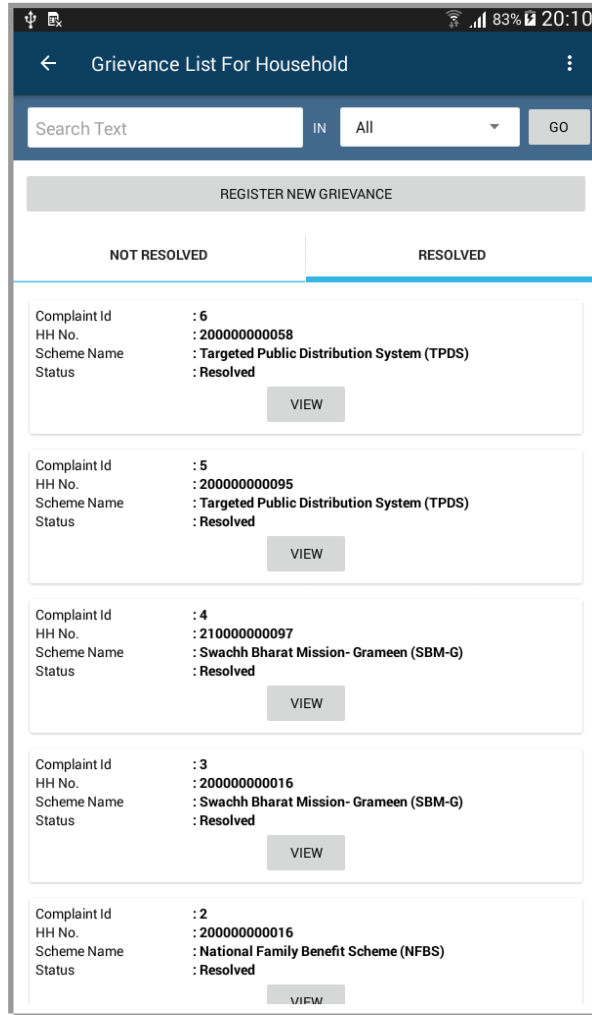 83% 20:10
Grievance List For Household
Search Text IN All GO
REGISTER NEW GRIEVANCE
NOT RESOLVED RESOLVED
Complaint Id : 6
HH No. : 200000000058
Scheme Name : Targeted Public Distribution System (TPDS)
Status : Resolved
VIEW
Complaint Id : 5
HH No. : 200000000095
Scheme Name : Targeted Public Distribution System (TPDS)
Status : Resolved
VIEW
Complaint Id : 4
HH No. : 210000000097
Scheme Name : Swachh Bharat Mission- Grameen (SBM-G)
Status : Resolved
VIEW
Complaint Id : 3
HH No. : 200000000016
Scheme Name : Swachh Bharat Mission- Grameen (SBM-G)
Status : Resolved
VIEW
Complaint Id : 2
HH No. : 200000000016
Scheme Name : National Family Benefit Scheme (NFBS)
Status : Resolved
VIEW